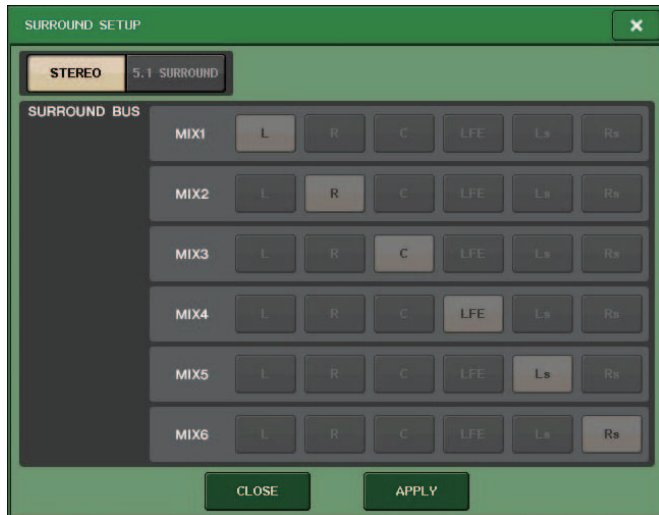 SURROUND SETUP
STEREO 5.1 SURROUND
SURROUND BUS
MIX1 L R C LFE Ls Rs
MIX2 L R C LFE Ls Rs
MIX3 L R C LFE Ls Rs
MIX4 L R C LFE Ls Rs
MIX5 L R C LFE Ls Rs
MIX6 L R C LFE Ls Rs
CLOSE APPLY